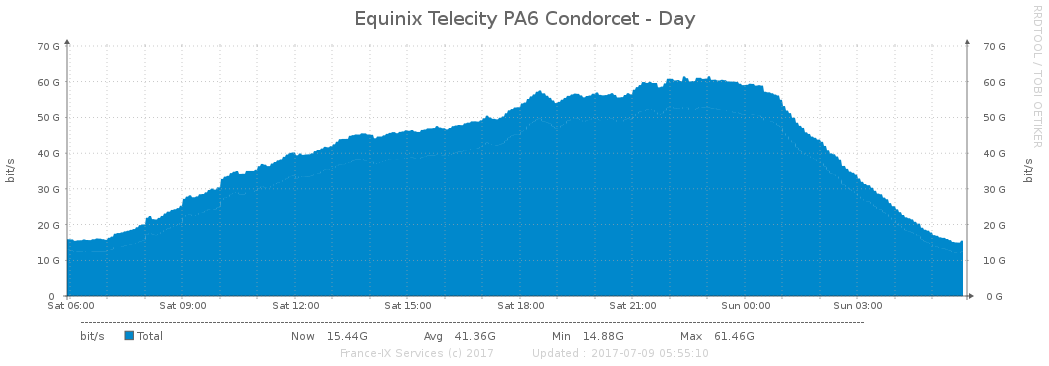 Equinix Telecity PA6 Condorcet - Day
RRDTOOL / TOBI OETIKER
70 G 70 G
60 G 60 G
50 G 50 G
40 G 40 G
30 G 30 G
20 G 20 G
10 G 10 G
0 0 G
bit/s bit/s
Sat 06:00 Sat 09:00 Sat 12:00 Sat 15:00 Sat 18:00 Sat 21:00 Sun 00:00 Sun 03:00
bit/s Total Now 15.44G Avg 41.36G Min 14.88G Max 61.46G
France-IX Services (c) 2017 Updated : 2017-07-09 05:55:10